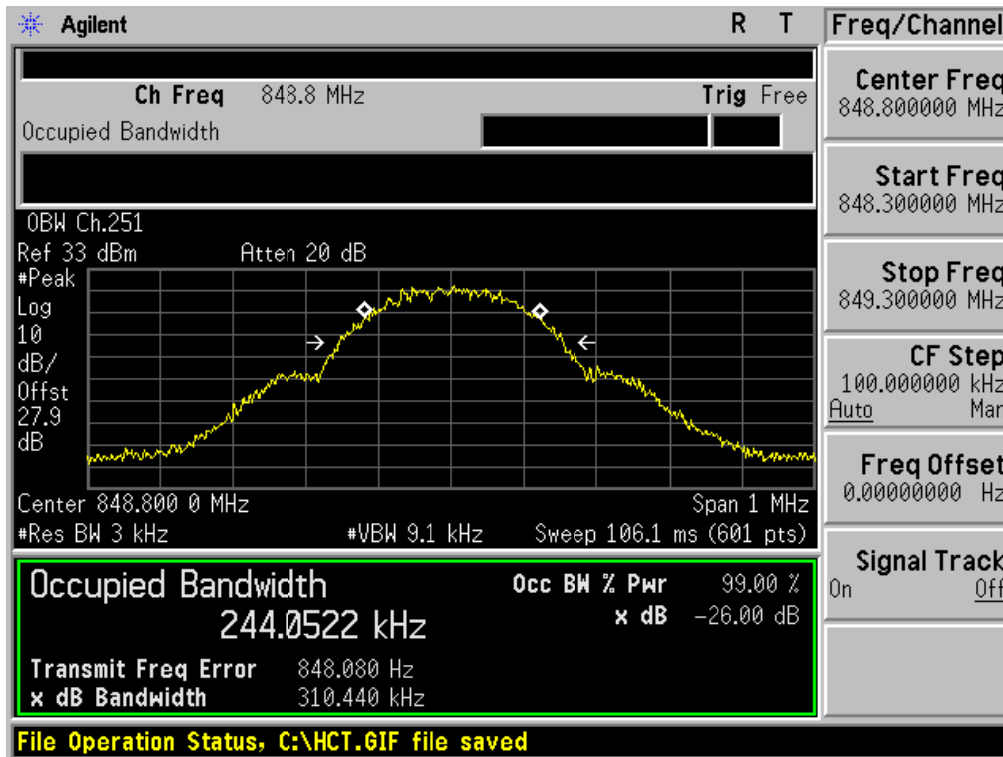 Agilent R T
Freq/Channel
Ch Freq 848.8 MHz Trig Free
Occupied Bandwidth
OBW Ch.251
Ref 33 dBm Atten 20 dB
#Peak
Log
10
dB/
Offst
27.9
dB
Center 848.800 0 MHz Span 1 MHz
#Res BW 3 kHz #VBW 9.1 kHz Sweep 106.1 ms (601 pts)
Occupied Bandwidth
244.0522 kHz
Occ BW % Pwr 99.00 %
x dB -26.00 dB
Transmit Freq Error 848.080 Hz
x dB Bandwidth 310.440 kHz
File Operation Status, C:\HCT.GIF file saved
Center Freq
848.800000 MHz
Start Freq
848.300000 MHz
Stop Freq
849.300000 MHz
CF Step
100.000000 kHz
Auto Man
Freq Offset
0.00000000 Hz
Signal Track
On Off